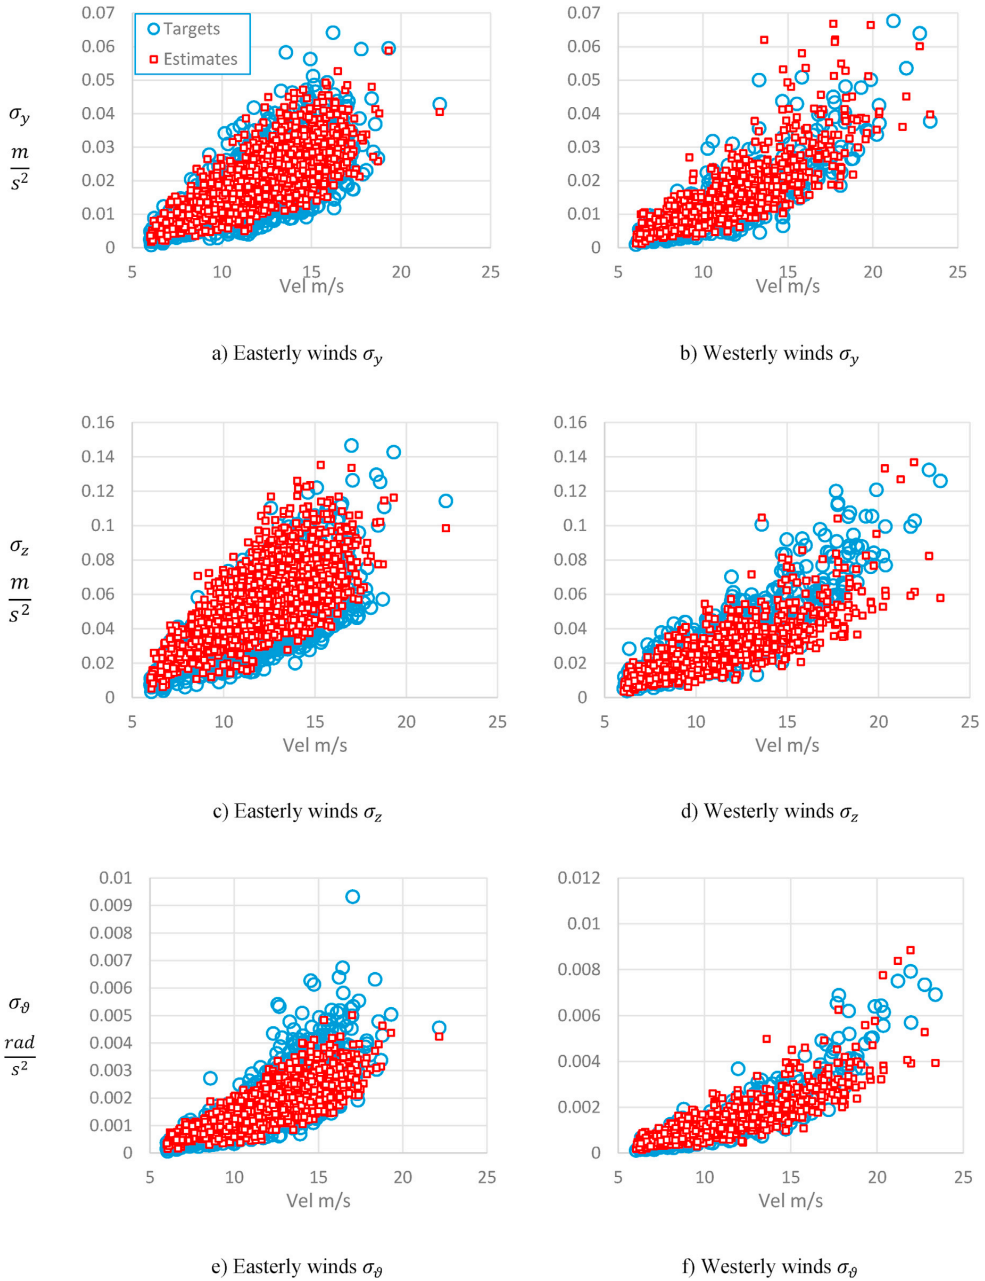 0.07
0.06
0.05
0.04
0.03
0.02
0.01
0
Targets
Estimates
σy
m
s2
5 10 15 20 25
Vel m/s
0.07
0.06
0.05
0.04
0.03
0.02
0.01
0
5 10 15 20 25
Vel m/s
a) Easterly winds σy
b) Westerly winds σy
0.16
0.14
0.12
0.1
0.08
0.06
0.04
0.02
0
σz
m
s2
5 10 15 20 25
Vel m/s
0.16
0.14
0.12
0.1
0.08
0.06
0.04
0.02
0
5 10 15 20 25
Vel m/s
c) Easterly winds σz
d) Westerly winds σz
0.01
0.009
0.008
0.007
0.006
0.005
0.004
0.003
0.002
0.001
0
σϑ
rad
s2
5 10 15 20 25
Vel m/s
0.012
0.01
0.008
0.006
0.004
0.002
0
5 10 15 20 25
Vel m/s
e) Easterly winds σϑ
f) Westerly winds σϑ